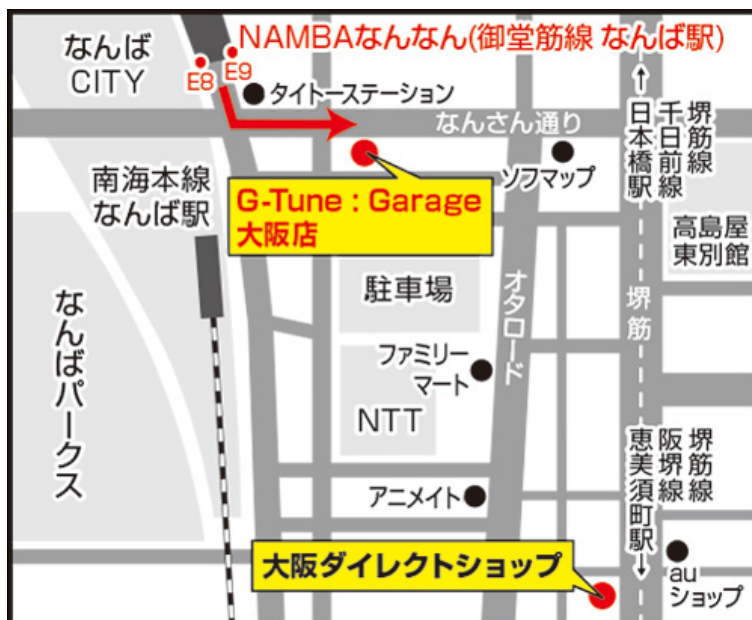 なんば
CITY
NAMBAなんなん(御堂筋線 なんば駅)
E8
E9
タイトーステーション
なんさん通り
ソフマップ
堺筋線
千日前線
日本橋駅
南海本線
なんば駅
G-Tune : Garage
大阪店
高島屋
東別館
駐車場
オタロード
堺筋
なんばパークス
ファミリー
マート
NTT
アニメイト
堺筋線
阪堺線
恵美須町駅
大阪ダイレクトショップ
au
ショップ